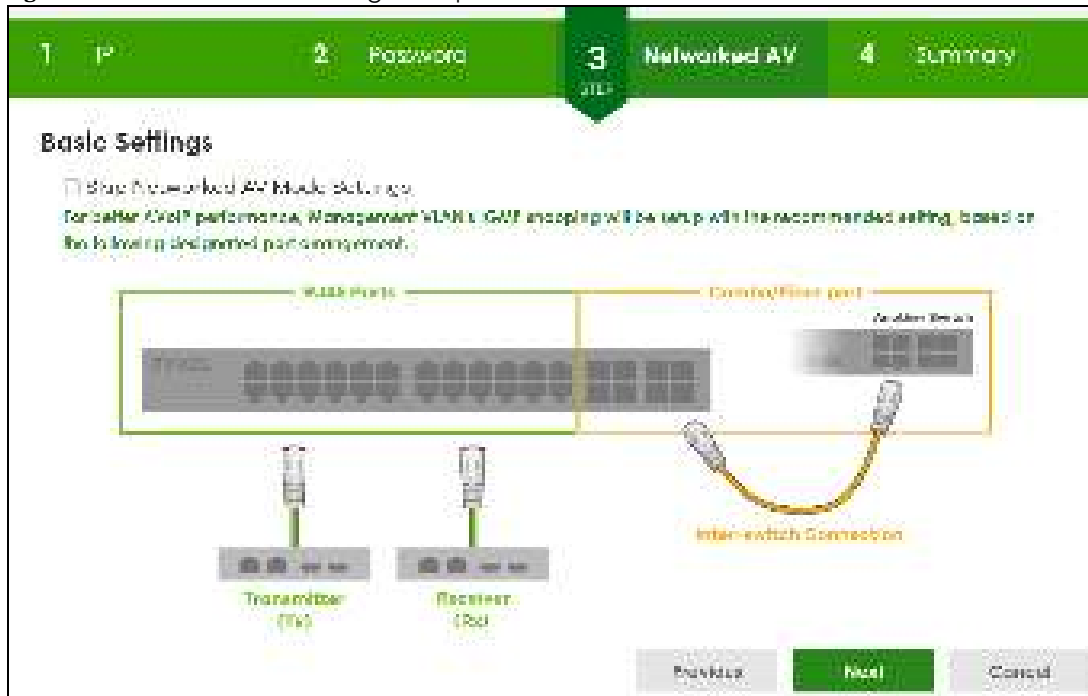 1 IP 2 Password 3 Networked AV 4 Summary
STEP
Basic Settings
Skip Networked AV Mode Settings.
For better AVoIP performance, Management VLAN & IGMP snooping will be setup with the recommended setting, based on
the following designated port arrangement.
RJ45 Ports Combo/Fiber port
Another Switch
Inter-switch Connection
Transmitter Receiver
(Tx) (Rx)
Previous Next Cancel